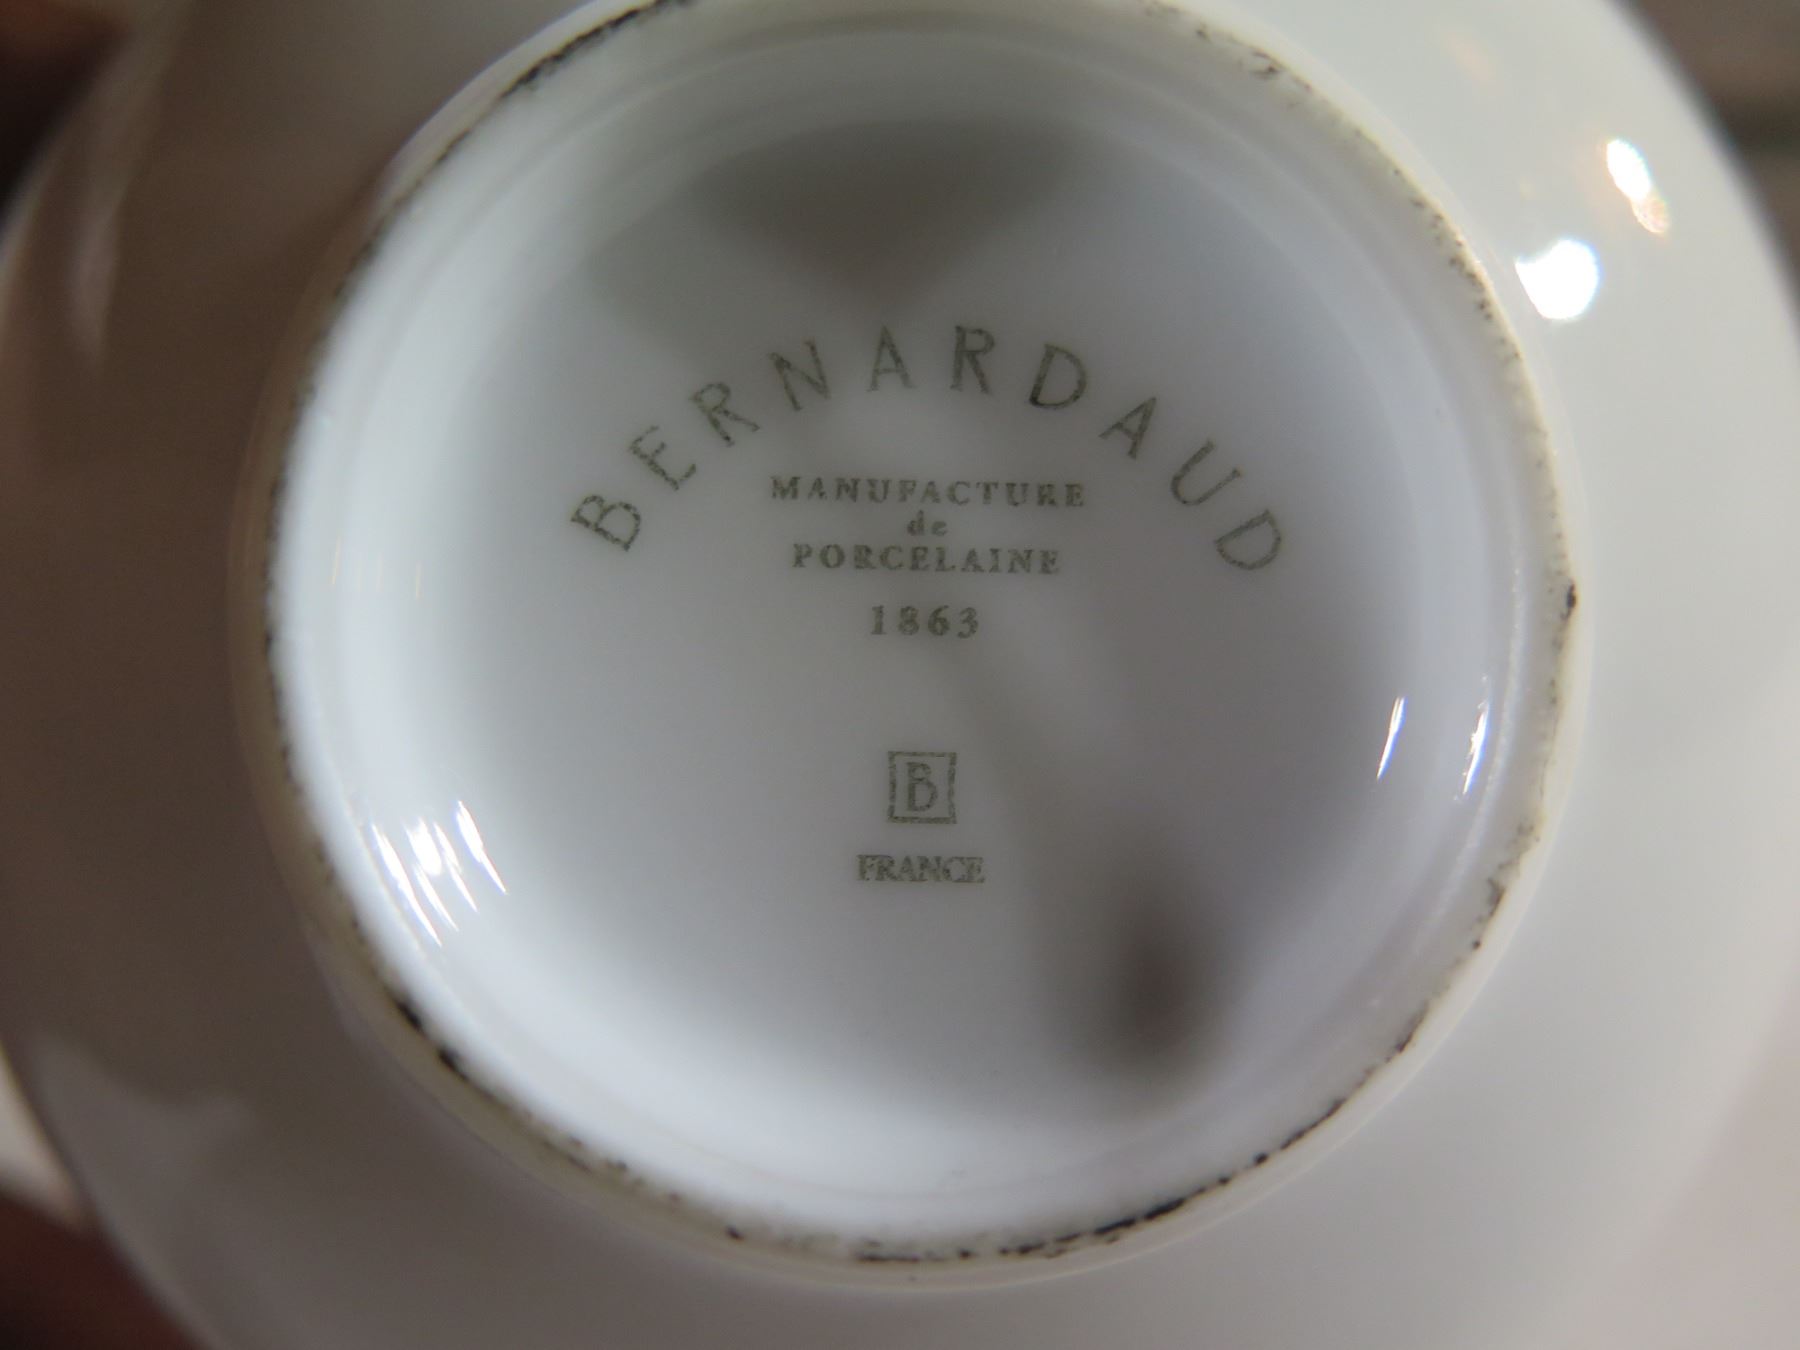 BERNARDAUD
MANUFACTURE
de
PORCELAINE
1863
B
FRANCE